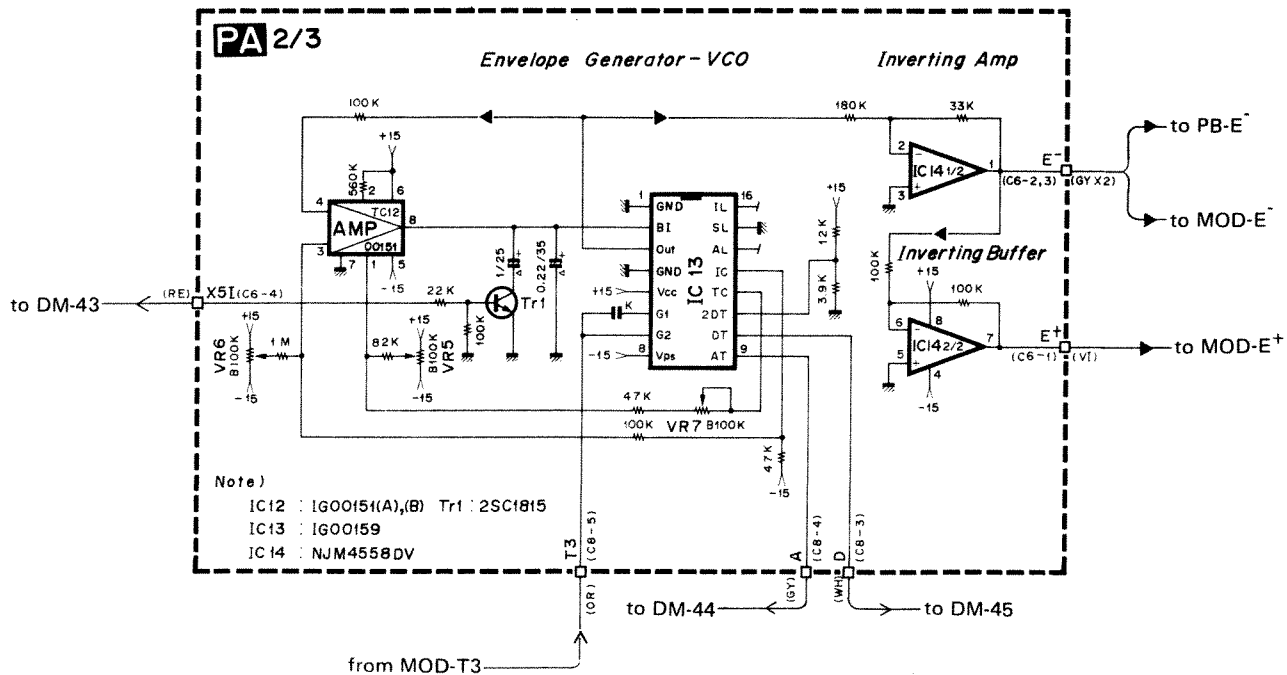 PA 2/3
Envelope Generator-VCO
Inverting Amp
100K
180K
33K
to PB-E⁻
+15
560K
2
6
4
IC12
AMP
00151
8
3
7
1
5
-15
1/25
0.22/35
1
16
GND
IL
BI
SL
Out
AL
GND
IC
+15
Vcc
TC
K
G1
2DT
G2
DT
-15
8
Vps
AT
9
IC 13
+15
12K
3.9K
2
IC14 1/2
1
3
E⁻
(C6-2,3)
(GYX2)
to MOD-E⁻
Inverting Buffer
100K
+15
100K
6
8
IC14 2/2
7
5
4
-15
E⁺
(C6-1)
(VI)
to MOD-E⁺
to DM-43
(RE)
X5I(C6-4)
22K
Tr1
100K
+15
VR6
B100K
1M
-15
82K
+15
B100K
VR5
-15
47K
VR7 B100K
100K
47K
-15
Note)
IC12 : IG00151(A),(B) Tr1 : 2SC1815
IC13 : IG00159
IC14 : NJM4558DV
T3
(C8-5)
(OR)
A
(C8-4)
(GY)
D
(C8-3)
(WH)
to DM-44
to DM-45
from MOD-T3